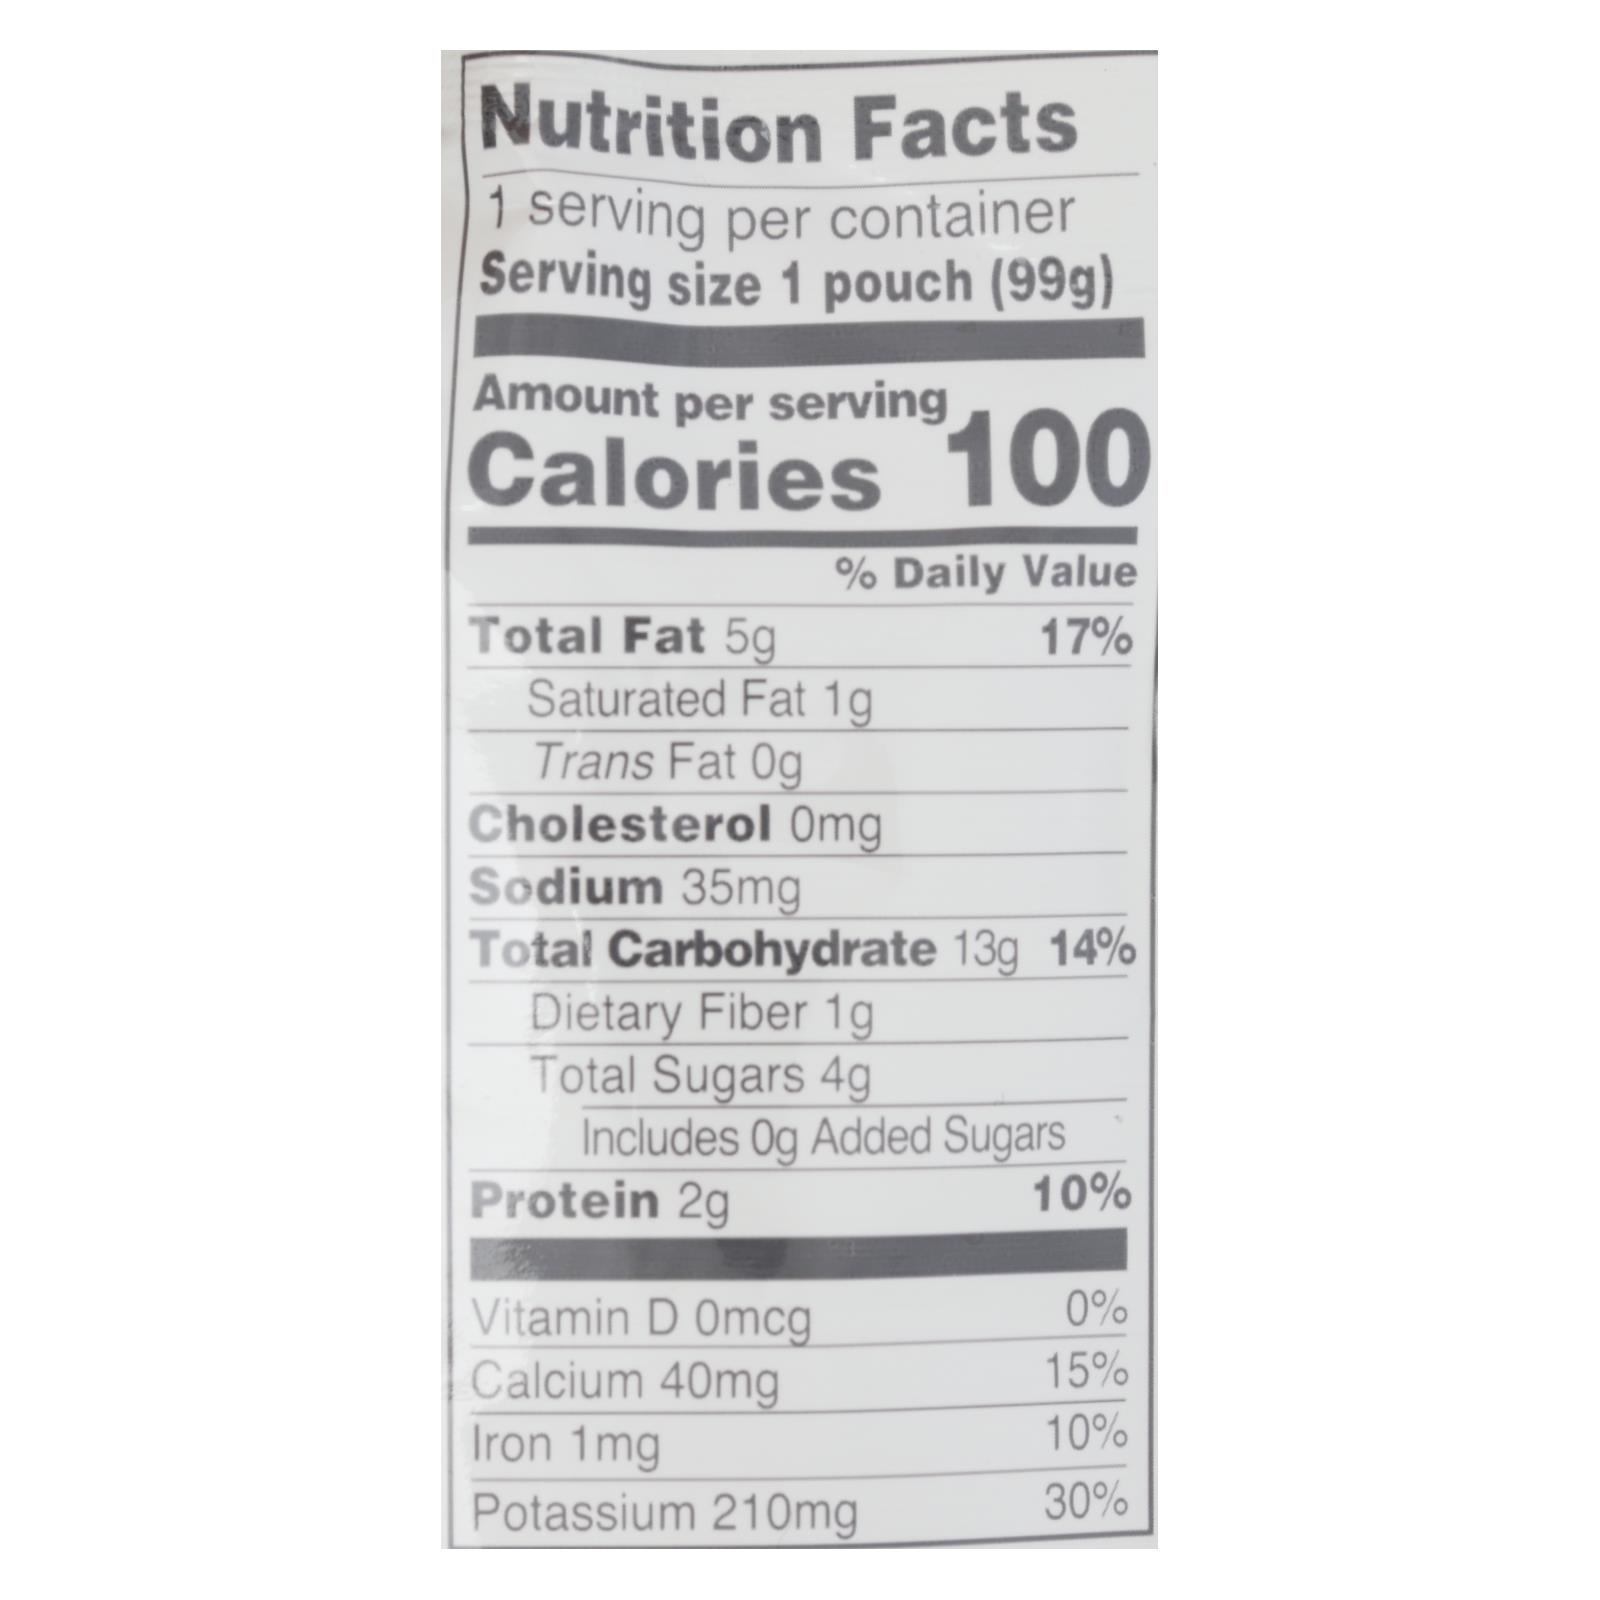 Nutrition Facts
1 serving per container
Serving size 1 pouch (99g)
Amount per serving
Calories 100
% Daily Value
Total Fat 5g 17%
Saturated Fat 1g
Trans Fat 0g
Cholesterol 0mg
Sodium 35mg
Total Carbohydrate 13g 14%
Dietary Fiber 1g
Total Sugars 4g
Includes 0g Added Sugars
Protein 2g 10%
Vitamin D 0mcg 0%
Calcium 40mg 15%
Iron 1mg 10%
Potassium 210mg 30%